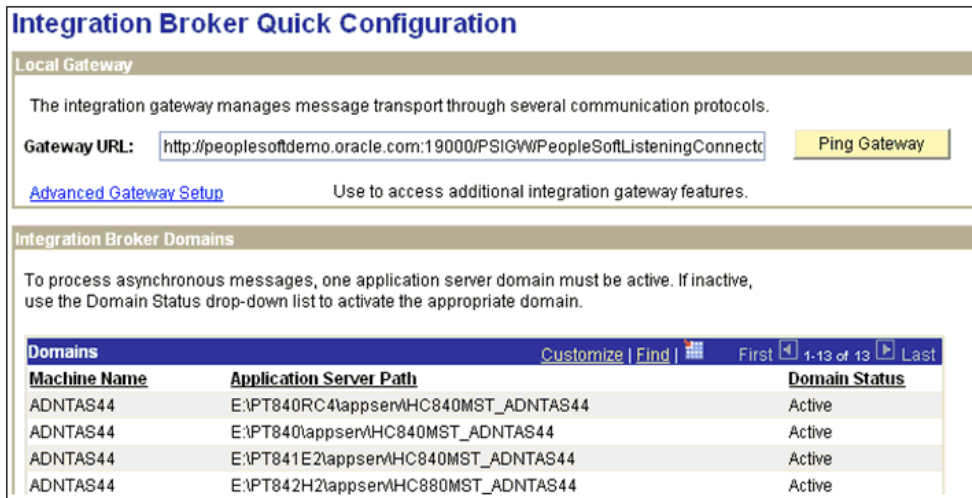 Integration Broker Quick Configuration
Local Gateway
The integration gateway manages message transport through several communication protocols.
Gateway URL: http://peoplesoftdemo.oracle.com:19000/PSIGW/PeopleSoftListeningConnecto Ping Gateway
Advanced Gateway Setup Use to access additional integration gateway features.
Integration Broker Domains
To process asynchronous messages, one application server domain must be active. If inactive,
use the Domain Status drop-down list to activate the appropriate domain.
Domains Customize | Find | First 1-13 of 13 Last
Machine Name Application Server Path Domain Status
ADNTAS44 E:\PT840RC4\appserv\HC840MST_ADNTAS44 Active
ADNTAS44 E:\PT840\appserv\HC840MST_ADNTAS44 Active
ADNTAS44 E:\PT841E2\appserv\HC840MST_ADNTAS44 Active
ADNTAS44 E:\PT842H2\appserv\HC880MST_ADNTAS44 Active